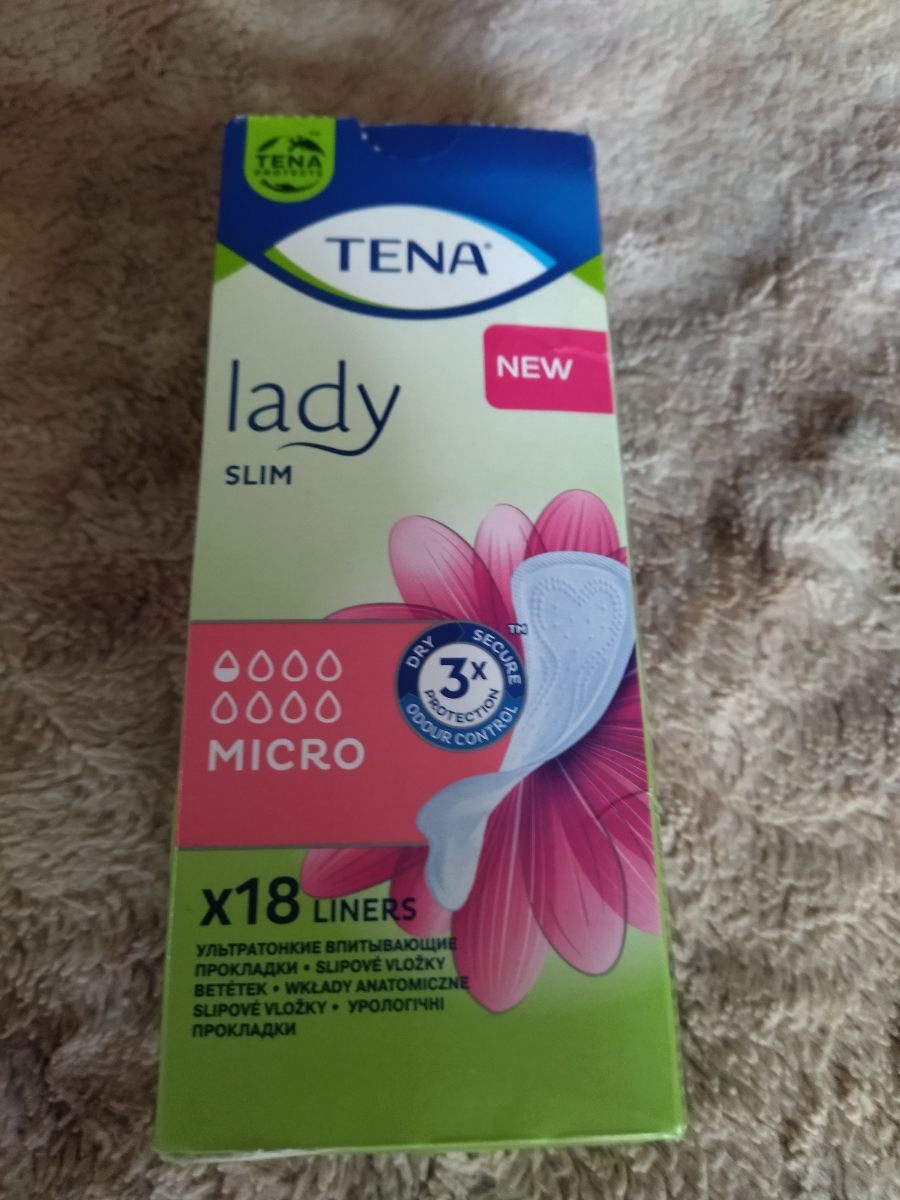 TENA
PROTECTS
TENA®
NEW
lady
SLIM
DRY
SECURE™
3x
PROTECTION
ODOUR CONTROL
MICRO
x18 LINERS
УЛЬТРАТОНКИЕ ВПИТЫВАЮЩИЕ
ПРОКЛАДКИ • SLIPOVÉ VLOŽKY
BETÉTEK • WKŁADY ANATOMICZNE
SLIPOVÉ VLOŽKY • УРОЛОГІЧНІ
ПРОКЛАДКИ